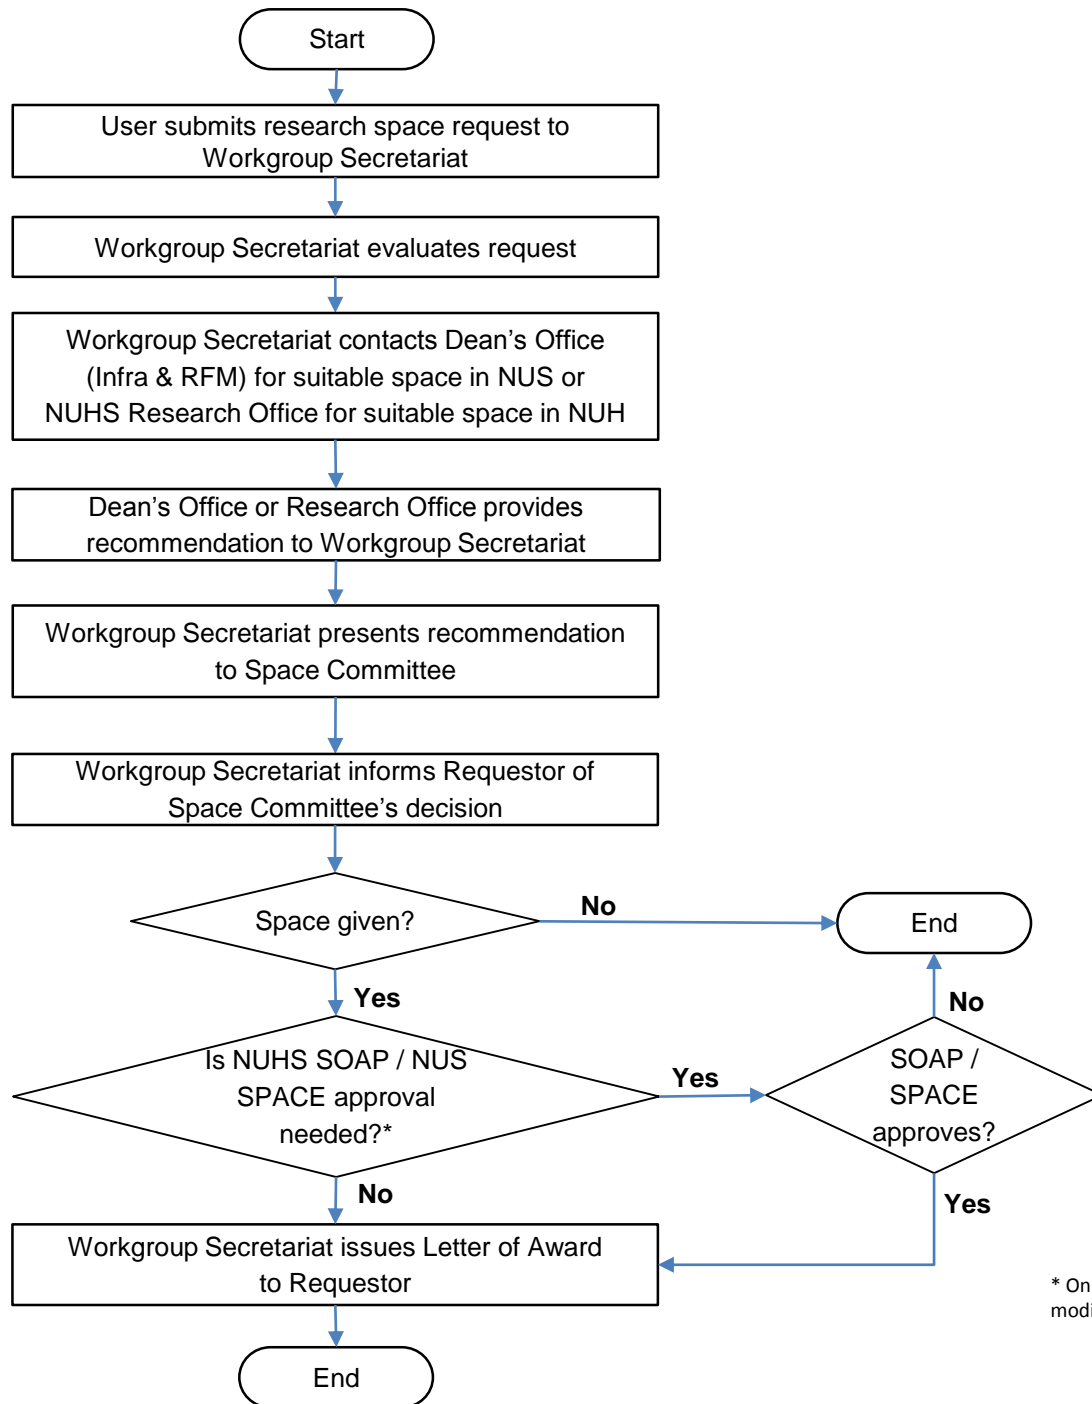 Start
User submits research space request to
Workgroup Secretariat
Workgroup Secretariat evaluates request
Workgroup Secretariat contacts Dean’s Office
(Infra & RFM) for suitable space in NUS or
NUHS Research Office for suitable space in NUH
Dean’s Office or Research Office provides
recommendation to Workgroup Secretariat
Workgroup Secretariat presents recommendation
to Space Committee
Workgroup Secretariat informs Requestor of
Space Committee’s decision
Space given?
No
End
Yes
No
Is NUHS SOAP / NUS
SPACE approval
needed?*
Yes
SOAP /
SPACE
approves?
No
Yes
Workgroup Secretariat issues Letter of Award
to Requestor
* On
End